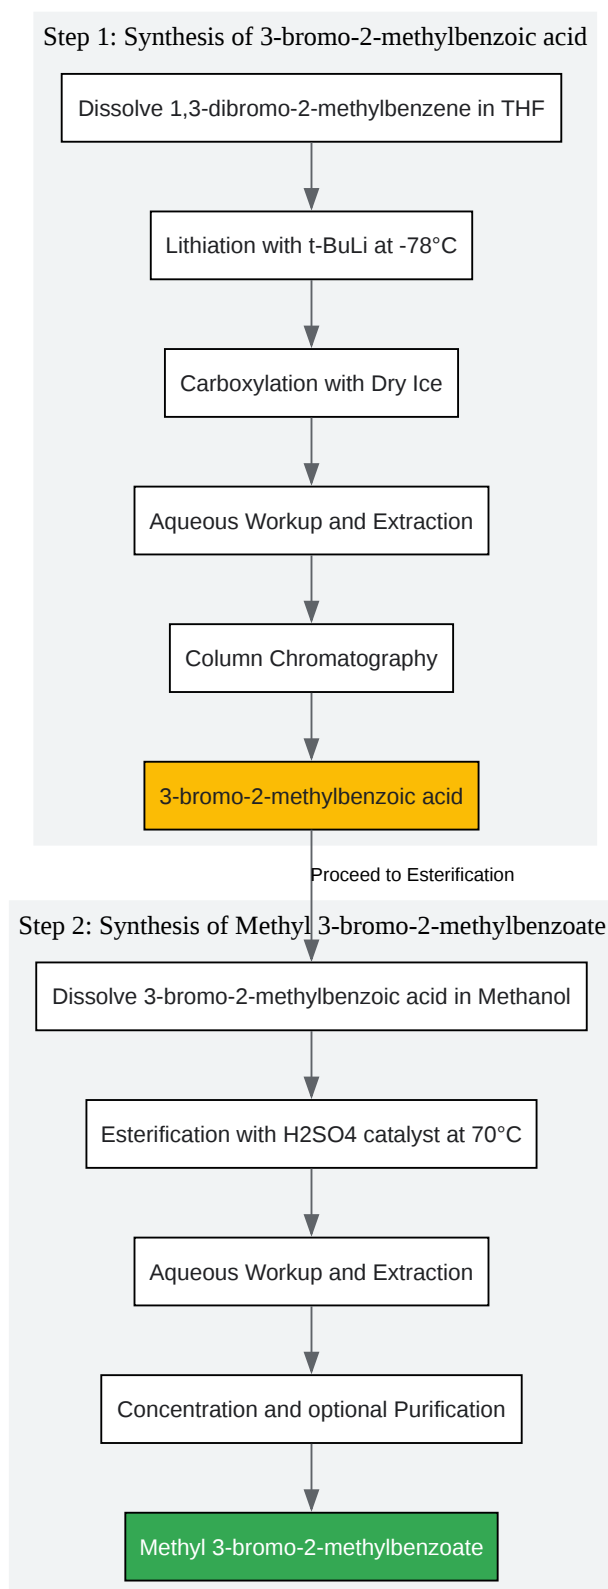 Step 1: Synthesis of 3-bromo-2-methylbenzoic acid
Dissolve 1,3-dibromo-2-methylbenzene in THF
Lithiation with t-BuLi at -78°C
Carboxylation with Dry Ice
Aqueous Workup and Extraction
Column Chromatography
3-bromo-2-methylbenzoic acid
Proceed to Esterification
Step 2: Synthesis of Methyl 3-bromo-2-methylbenzoate
Dissolve 3-bromo-2-methylbenzoic acid in Methanol
Esterification with H2SO4 catalyst at 70°C
Aqueous Workup and Extraction
Concentration and optional Purification
Methyl 3-bromo-2-methylbenzoate